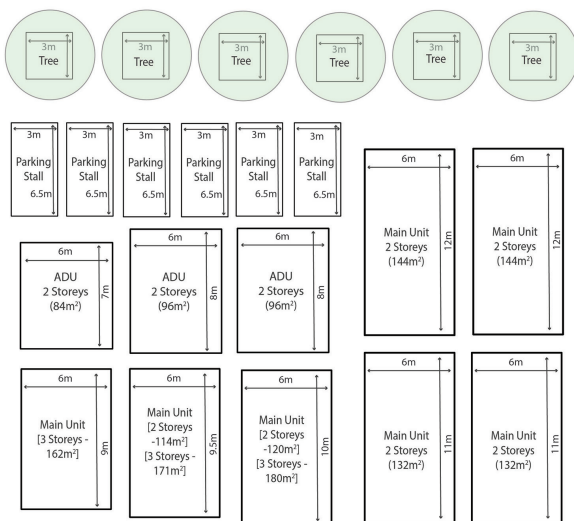 3m
Tree
3m
Tree
3m
Tree
3m
Tree
3m
Tree
3m
Tree
3m
Parking
Stall
6.5m
3m
Parking
Stall
6.5m
3m
Parking
Stall
6.5m
3m
Parking
Stall
6.5m
3m
Parking
Stall
6.5m
3m
Parking
Stall
6.5m
6m
Main Unit
2 Storeys
(144m²)
12m
6m
Main Unit
2 Storeys
(144m²)
12m
6m
ADU
2 Storeys
(84m²)
7m
6m
ADU
2 Storeys
(96m²)
8m
6m
ADU
2 Storeys
(96m²)
8m
6m
Main Unit
[3 Storeys -
162m²]
9m
6m
Main Unit
[2 Storeys
-114m²]
[3 Storeys -
171m²]
9.5m
6m
Main Unit
[2 Storeys
-120m²]
[3 Storeys -
180m²]
10m
6m
Main Unit
2 Storeys
(132m²)
11m
6m
Main Unit
2 Storeys
(132m²)
11m